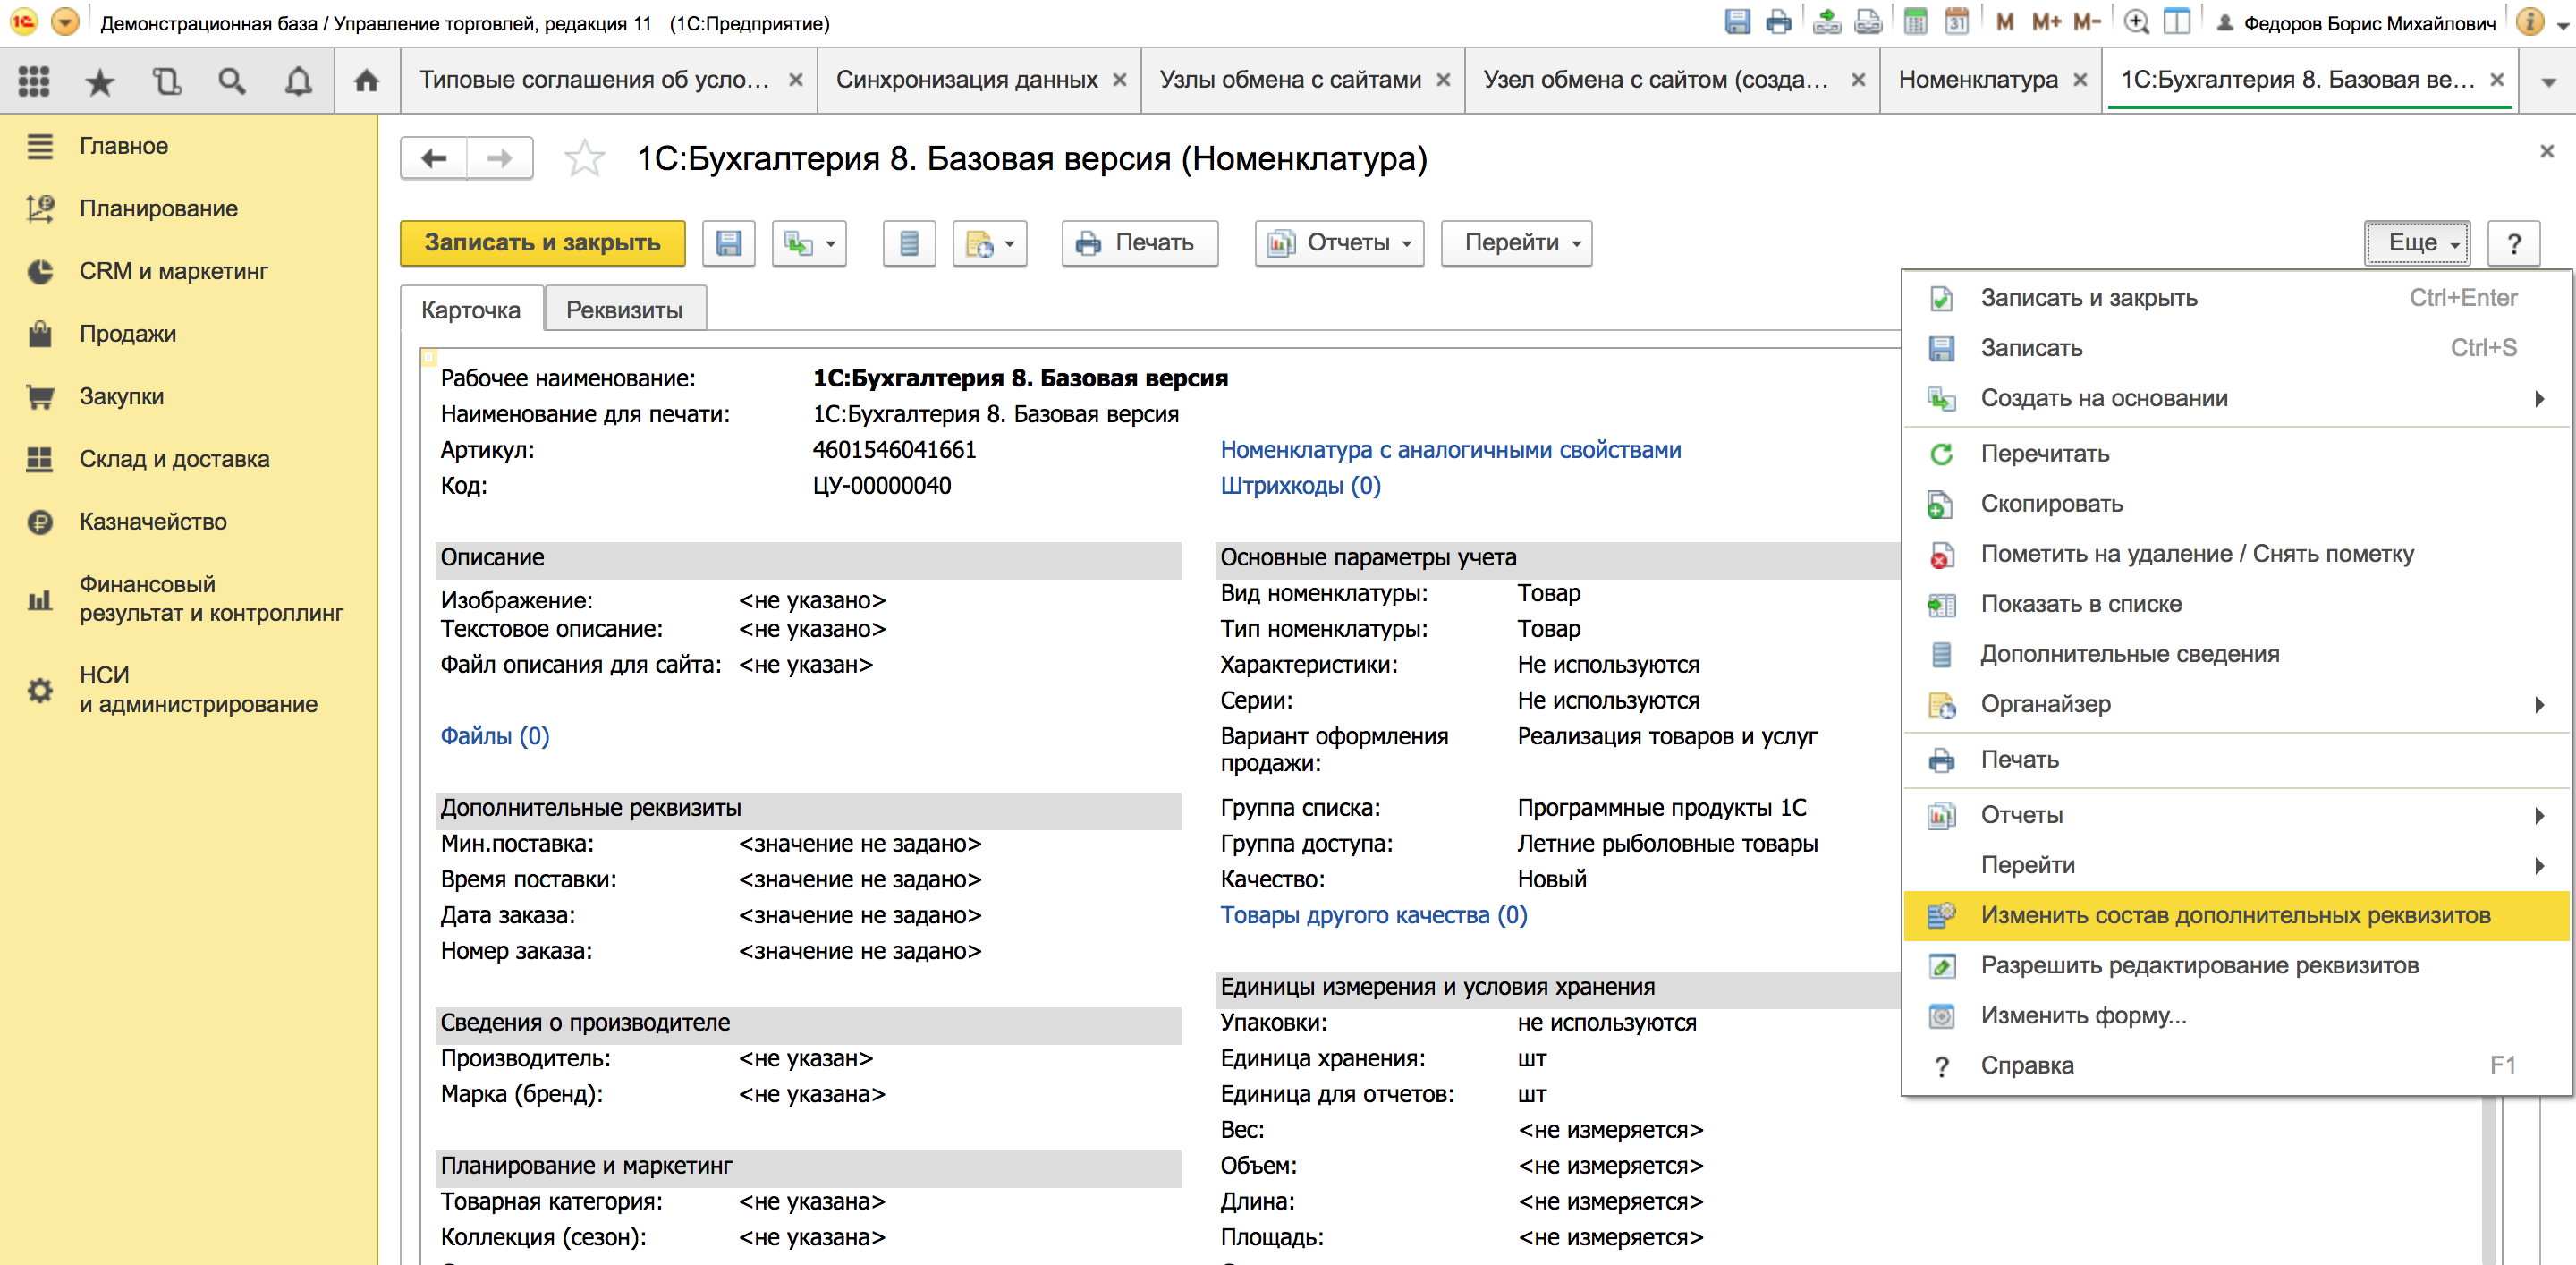 Демонстрационная база / Управление торговлей, редакция 11 (1С:Предприятие)
31 M M+ M- Федоров Борис Михайлович
Типовые соглашения об усло... Синхронизация данных Узлы обмена с сайтами Узел обмена с сайтом (созда... Номенклатура 1С:Бухгалтерия 8. Базовая ве...
Главное
Планирование
CRM и маркетинг
Продажи
Закупки
Склад и доставка
Казначейство
Финансовый
результат и контроллинг
НСИ
и администрирование
1С:Бухгалтерия 8. Базовая версия (Номенклатура)
Записать и закрыть Печать Отчеты Перейти Еще ?
Карточка Реквизиты
Рабочее наименование: 1С:Бухгалтерия 8. Базовая версия
Наименование для печати: 1С:Бухгалтерия 8. Базовая версия
Артикул: 4601546041661 Номенклатура с аналогичными свойствами
Код: ЦУ-00000040 Штрихкоды (0)
Описание
Изображение: <не указано>
Текстовое описание: <не указано>
Файл описания для сайта: <не указан>
Файлы (0)
Дополнительные реквизиты
Мин.поставка: <значение не задано>
Время поставки: <значение не задано>
Дата заказа: <значение не задано>
Номер заказа: <значение не задано>
Сведения о производителе
Производитель: <не указан>
Марка (бренд): <не указана>
Планирование и маркетинг
Товарная категория: <не указана>
Коллекция (сезон): <не указана>
Основные параметры учета
Вид номенклатуры: Товар
Тип номенклатуры: Товар
Характеристики: Не используются
Серии: Не используются
Вариант оформления Реализация товаров и услуг
продажи:
Группа списка: Программные продукты 1С
Группа доступа: Летние рыболовные товары
Качество: Новый
Товары другого качества (0)
Единицы измерения и условия хранения
Упаковки: не используются
Единица хранения: шт
Единица для отчетов: шт
Вес: <не измеряется>
Объем: <не измеряется>
Длина: <не измеряется>
Площадь: <не измеряется>
Записать и закрыть Ctrl+Enter
Записать Ctrl+S
Создать на основании
Перечитать
Скопировать
Пометить на удаление / Снять пометку
Показать в списке
Дополнительные сведения
Органайзер
Печать
Отчеты
Перейти
Изменить состав дополнительных реквизитов
Разрешить редактирование реквизитов
Изменить форму...
? Справка F1